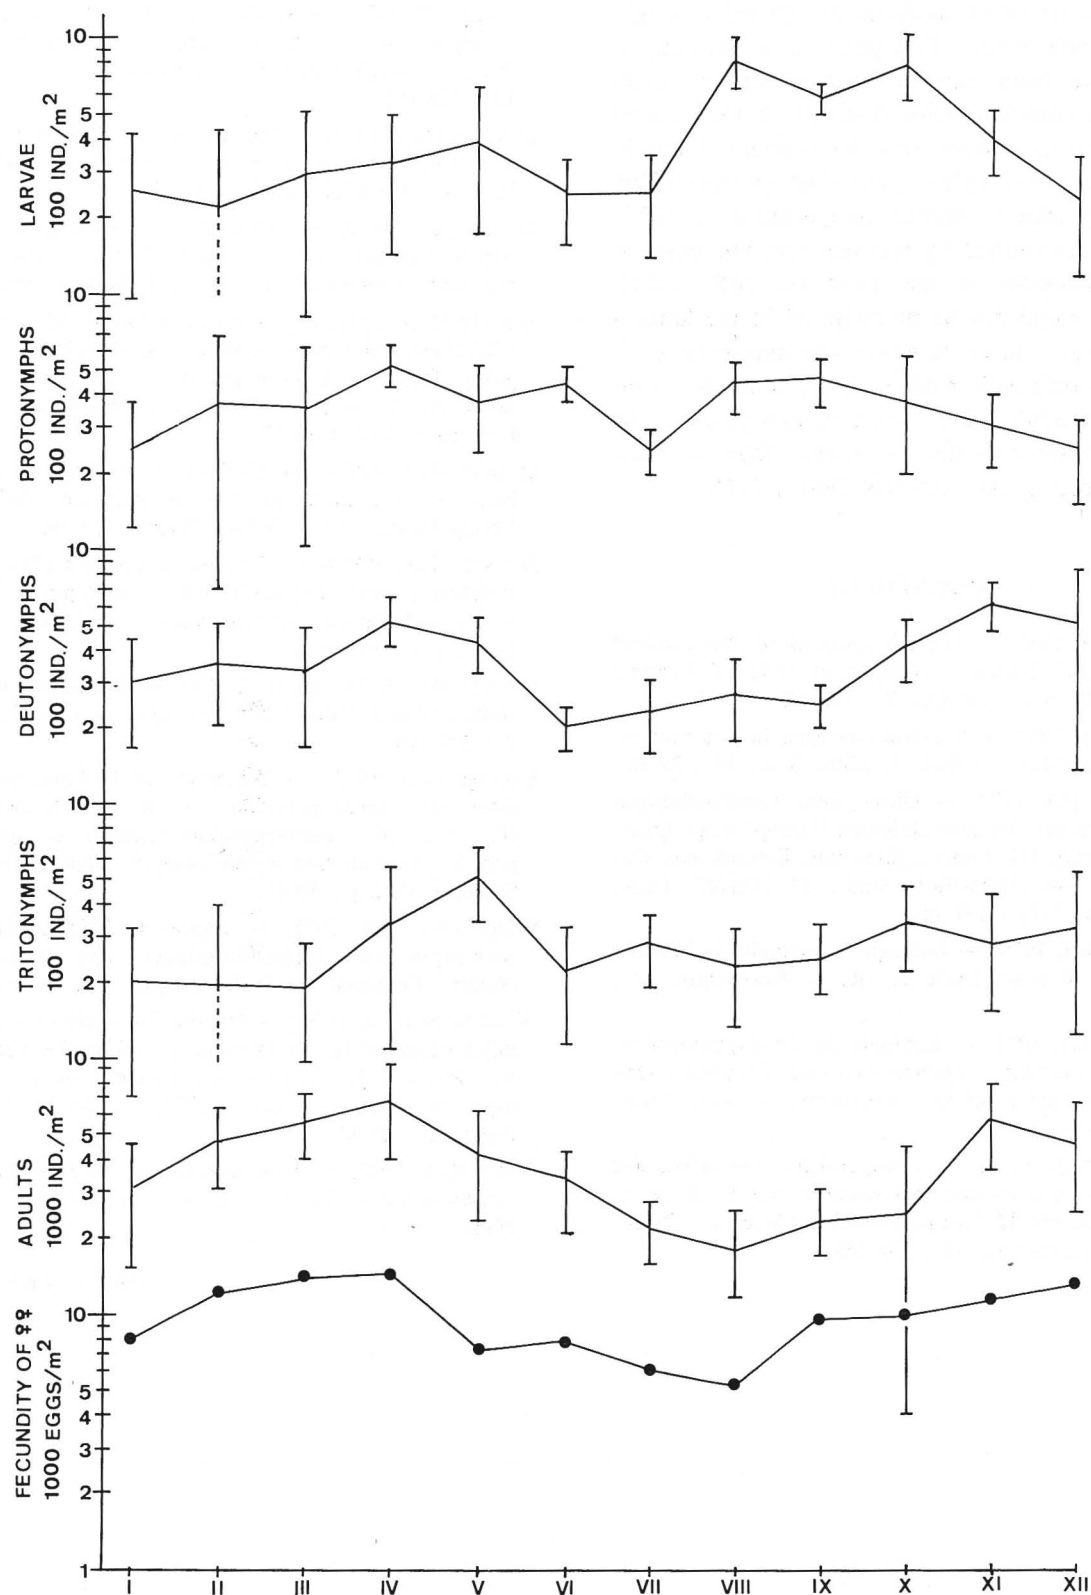 LARVAE
100 IND./m²
10
5
4
3
2
10
PROTONYMPHS
100 IND./m²
5
4
3
2
10
DEUTONYMPHS
100 IND./m²
5
4
3
2
10
TRITONYMPHS
100 IND./m²
5
4
3
2
10
ADULTS
1000 IND./m²
5
4
3
2
10
FECUNDITY OF ♀♀
1000 EGGS/m²
5
4
3
2
1
I II III IV V VI VII VIII IX X XI XII